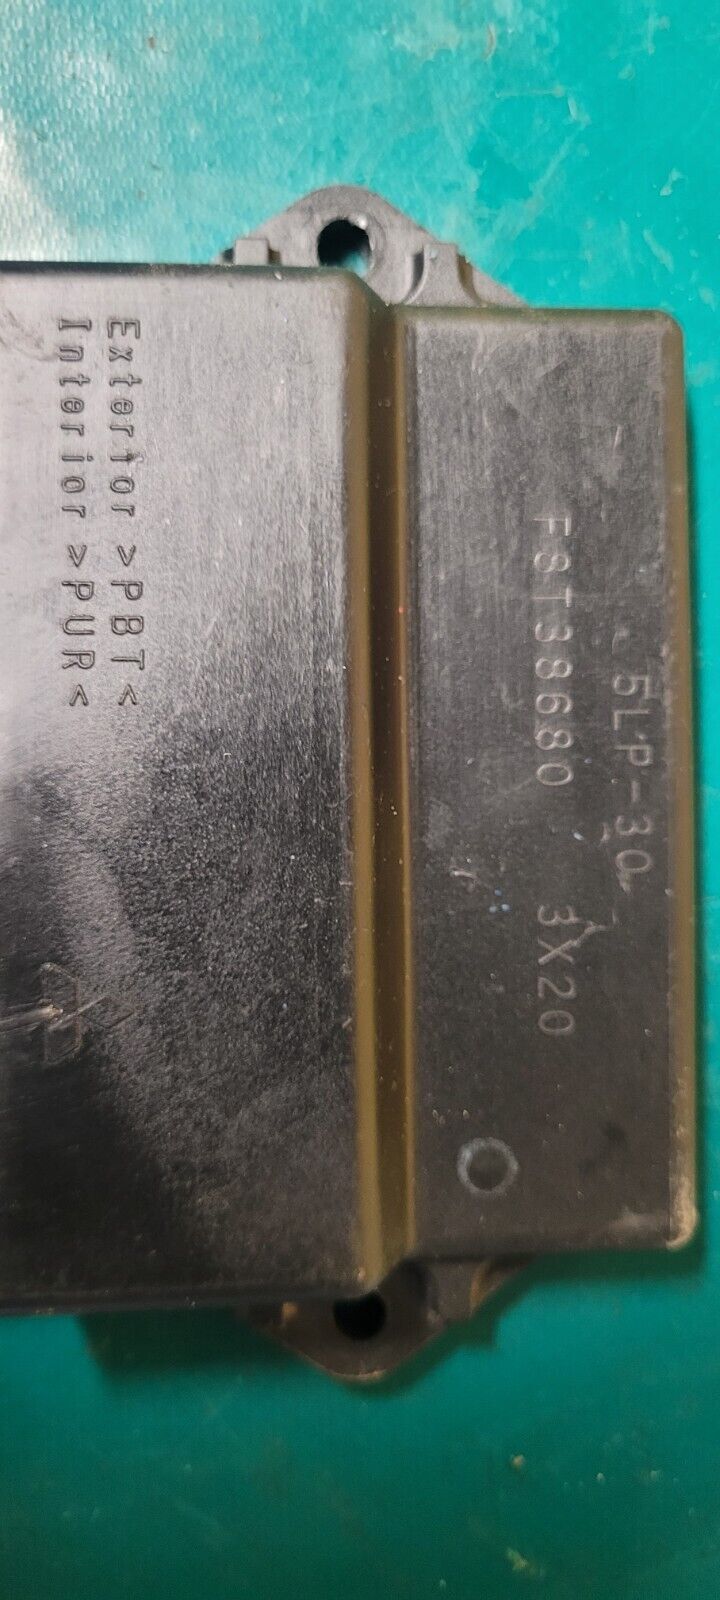 5LP-30
F8T38680 3X20
Exterior >PBT<
Interior >PUR<